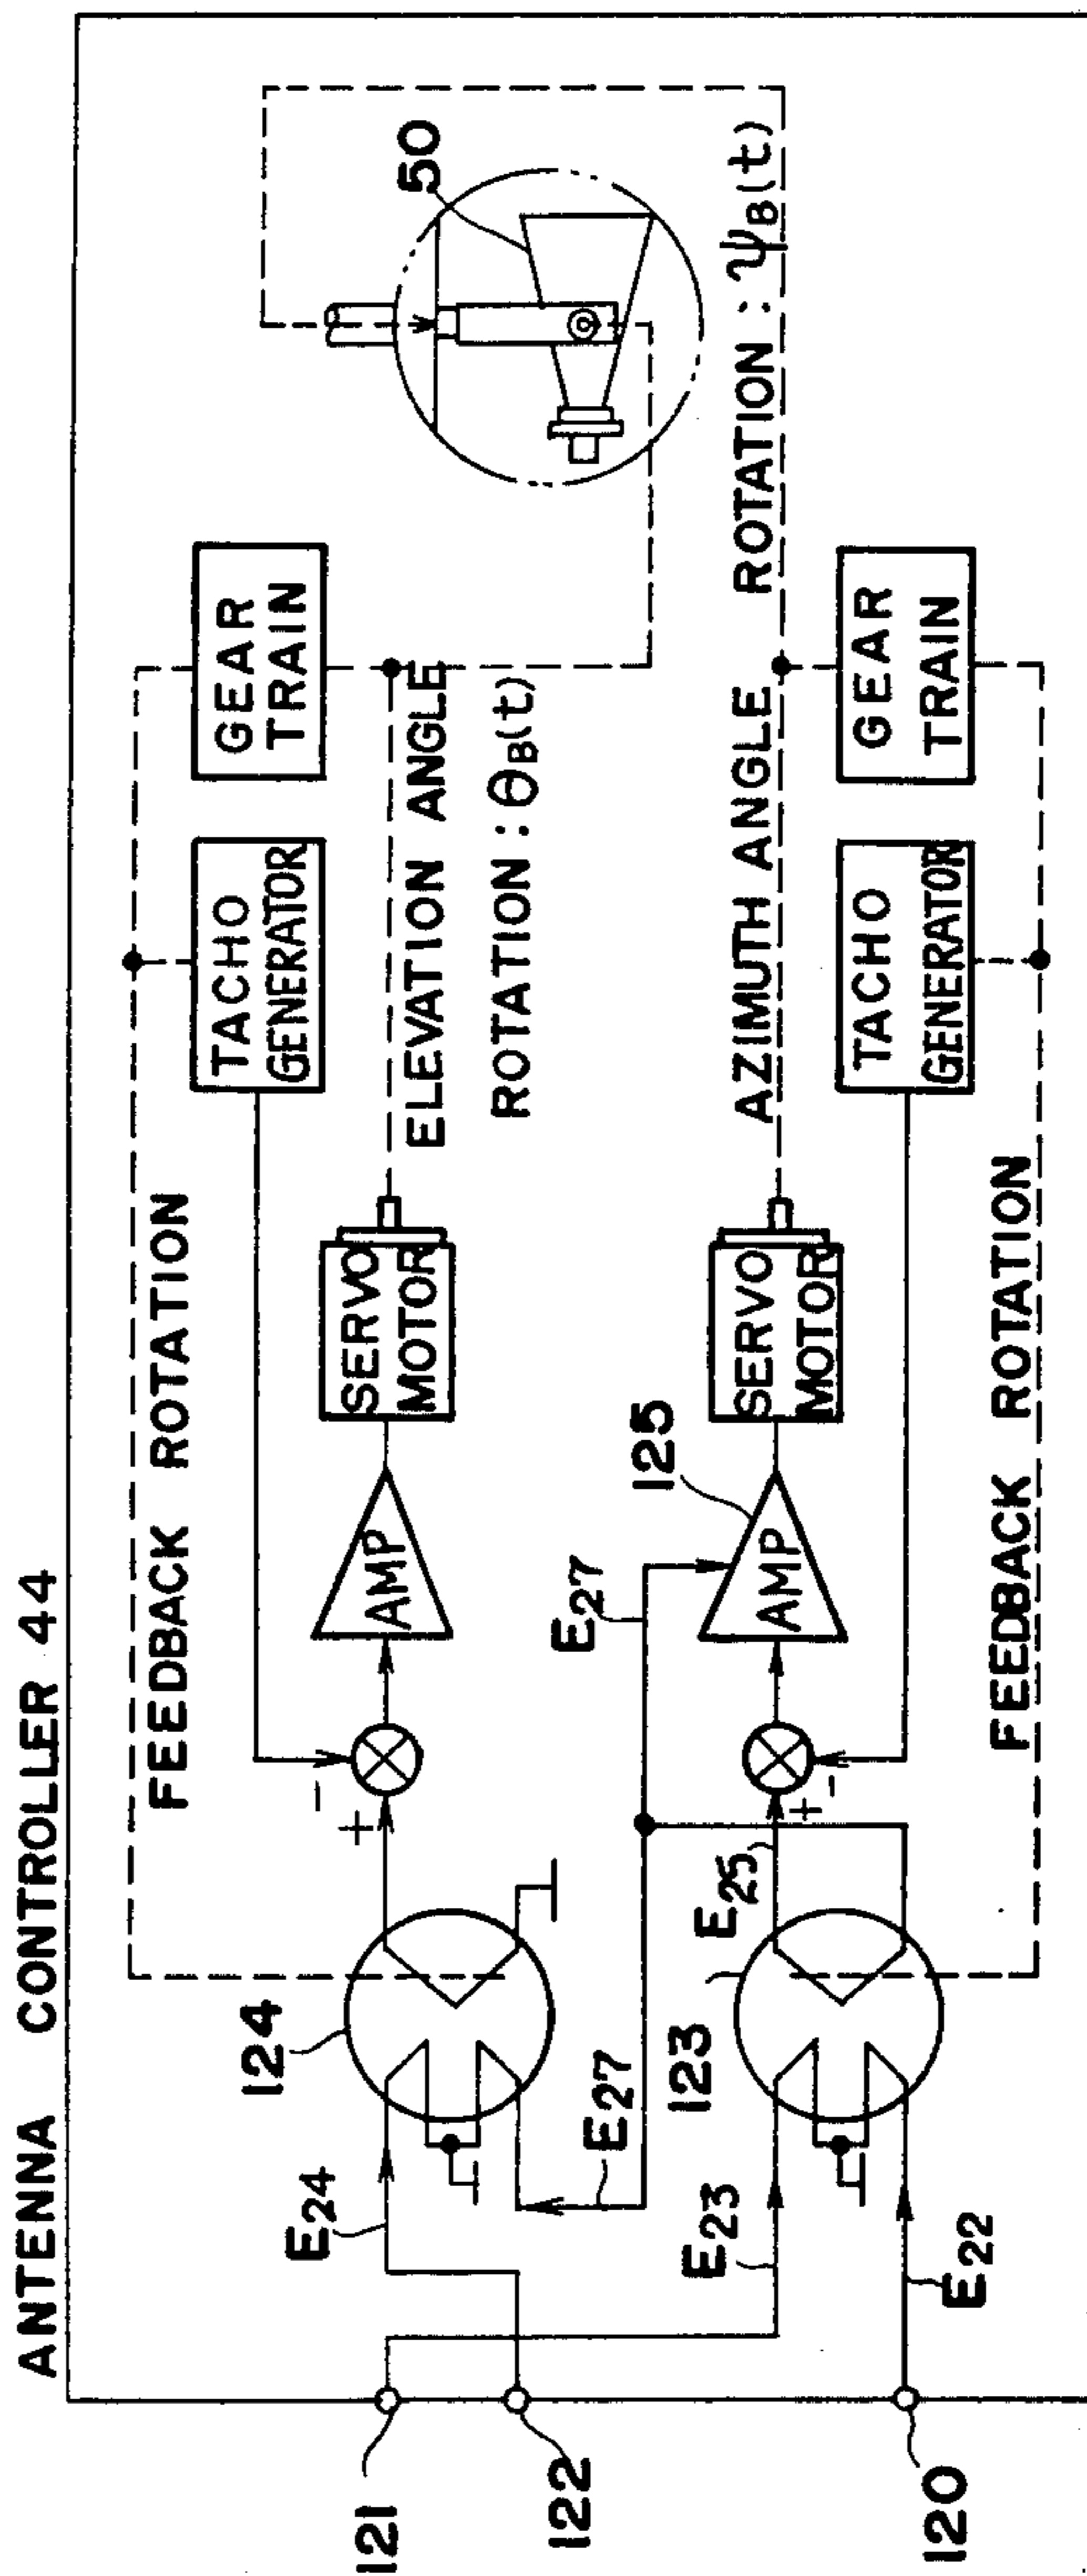 ANTENNA CONTROLLER 44
FEEDBACK ROTATION
TACHO
GENERATOR
GEAR
TRAIN
50
124
-
+
AMP
SERVO
MOTOR
ELEVATION ANGLE
ROTATION : θB(t)
E24
E27
E27
125
121
122
E23
123
E25
+
-
AMP
SERVO
MOTOR
AZIMUTH ANGLE ROTATION : ΨB(t)
TACHO
GENERATOR
GEAR
TRAIN
E22
120
FEEDBACK ROTATION